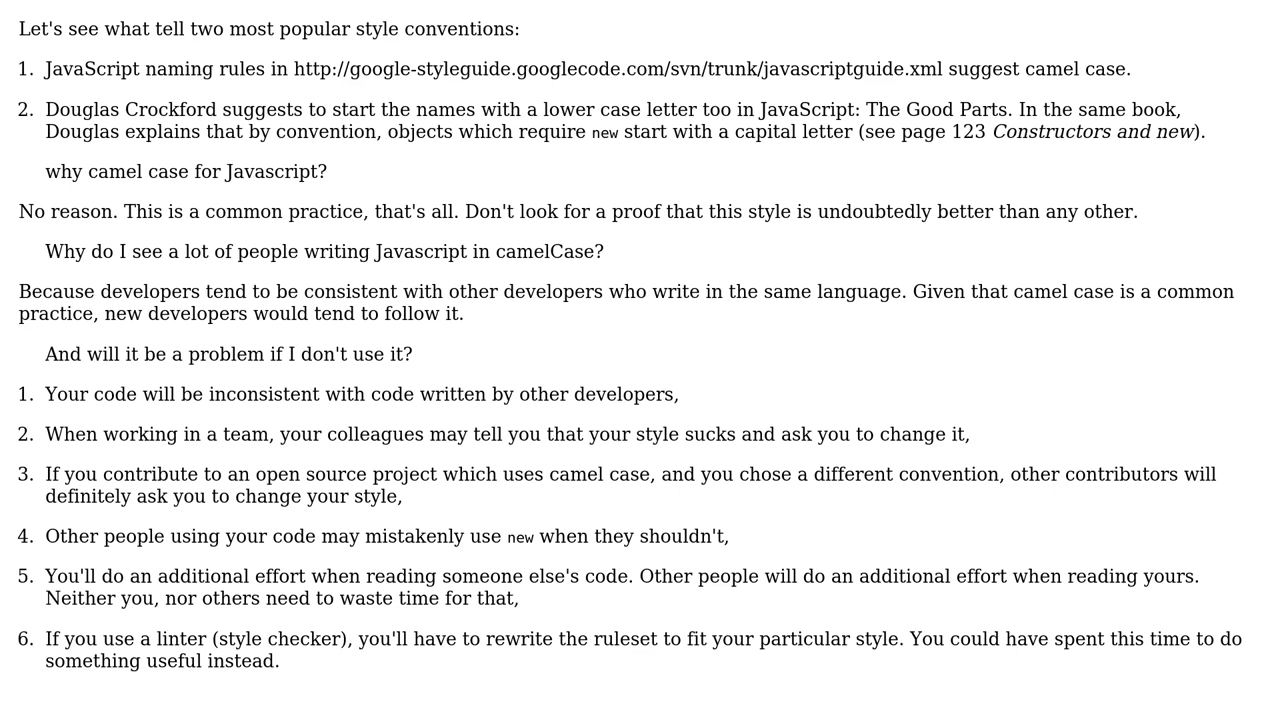 Let's see what tell two most popular style conventions:
1. JavaScript naming rules in http://google-styleguide.googlecode.com/svn/trunk/javascriptguide.xml suggest camel case.
2. Douglas Crockford suggests to start the names with a lower case letter too in JavaScript: The Good Parts. In the same book,
Douglas explains that by convention, objects which require new start with a capital letter (see page 123 Constructors and new).
why camel case for Javascript?
No reason. This is a common practice, that's all. Don't look for a proof that this style is undoubtedly better than any other.
Why do I see a lot of people writing Javascript in camelCase?
Because developers tend to be consistent with other developers who write in the same language. Given that camel case is a common
practice, new developers would tend to follow it.
And will it be a problem if I don't use it?
1. Your code will be inconsistent with code written by other developers,
2. When working in a team, your colleagues may tell you that your style sucks and ask you to change it,
3. If you contribute to an open source project which uses camel case, and you chose a different convention, other contributors will
definitely ask you to change your style,
4. Other people using your code may mistakenly use new when they shouldn't,
5. You'll do an additional effort when reading someone else's code. Other people will do an additional effort when reading yours.
Neither you, nor others need to waste time for that,
6. If you use a linter (style checker), you'll have to rewrite the ruleset to fit your particular style. You could have spent this time to do
something useful instead.